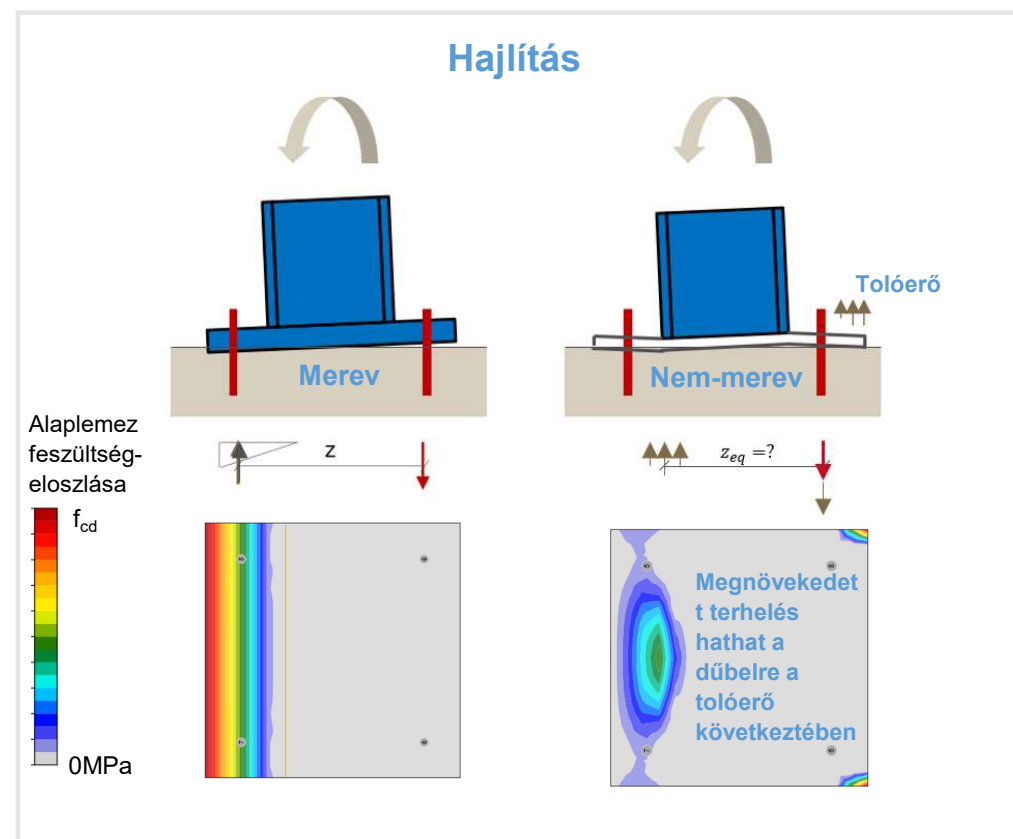 Hajlítás
Tolóerő
Merev
Nem-merev
Alaplemez
feszültség-
eloszlása
z
z_eq =?
f_cd
0MPa
Megnövekedet
t terhelés
hathat a
dűbelre a
tolóerő
következtében